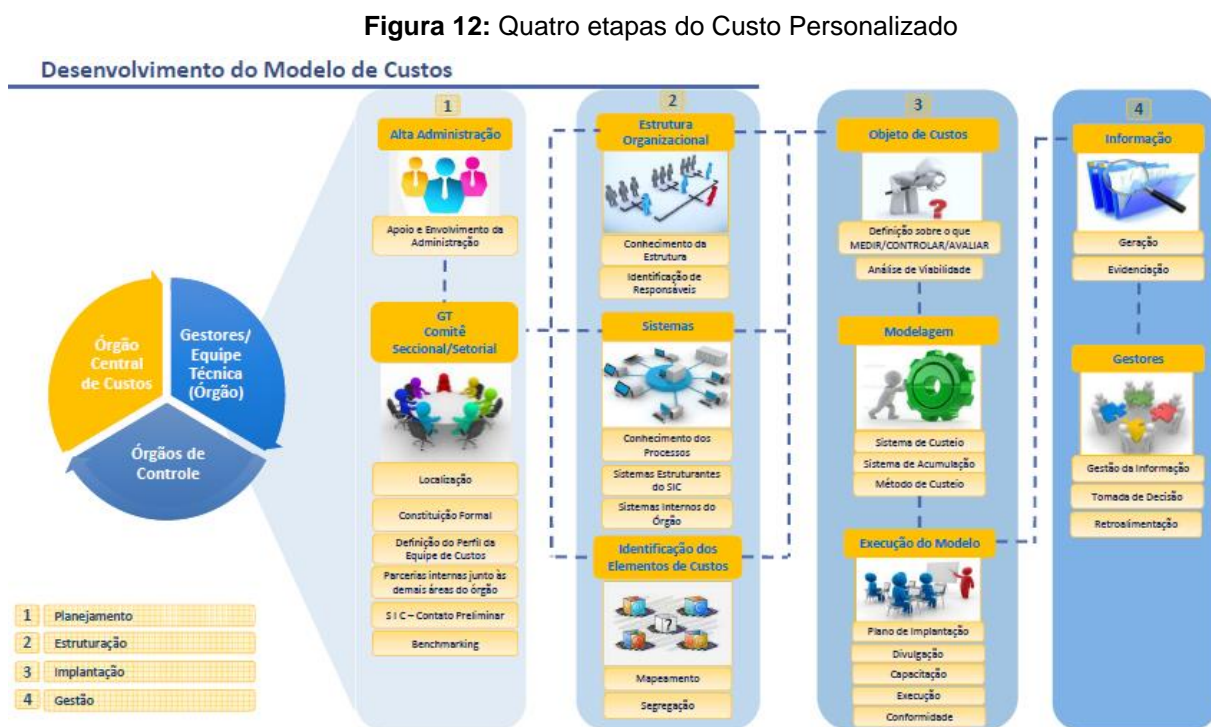 Figura 12: Quatro etapas do Custo Personalizado
Desenvolvimento do Modelo de Custos
Órgão
Central
de Custos
Gestores/
Equipe
Técnica
(Órgão)
Órgãos de
Controle
1 Planejamento
2 Estruturação
3 Implantação
4 Gestão
1
Alta Administração
Apoio e Envolvimento da
Administração
GT
Comitê
Seccional/Setorial
Localização
Constituição Formal
Definição do Perfil da
Equipe de Custos
Parcerias internas junto às
demais áreas do órgão
S I C – Contato Preliminar
Benchmarking
2
Estrutura
Organizacional
Conhecimento da
Estrutura
Identificação de
Responsáveis
Sistemas
Conhecimento dos
Processos
Sistemas Estruturantes
do SIC
Sistemas Internos do
Órgão
Identificação dos
Elementos de Custos
?
Mapeamento
Segregação
3
Objeto de Custos
?
Definição sobre o que
MEDIR/CONTROLAR/AVALIAR
Análise de Viabilidade
Modelagem
Sistema de Custeio
Sistema de Acumulação
Método de Custeio
Execução do Modelo
Plano de Implantação
Divulgação
Capacitação
Execução
Conformidade
4
Informação
Geração
Evidenciação
Gestores
Gestão da Informação
Tomada de Decisão
Retroalimentação